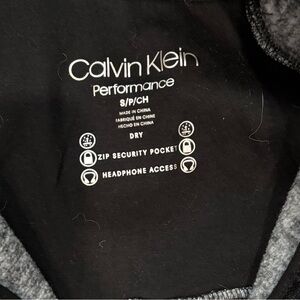 Calvin Klein
Performance
S/P/CH
MADE IN CHINA
FABRIQUÉ EN CHINE
HECHO EN CHINA
DRY
ZIP SECURITY POCKET
HEADPHONE ACCESS